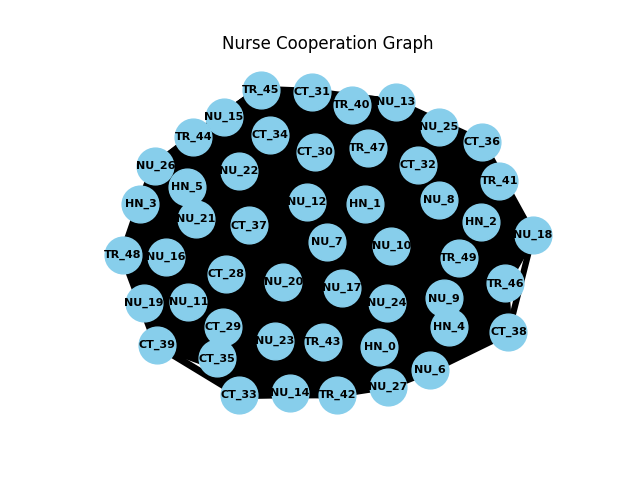 Nurse Cooperation Graph
TR_45
CT_31
TR_40
NU_13
NU_15
NU_25
TR_44
CT_34
CT_36
CT_30
TR_47
NU_26
NU_22
CT_32
TR_41
HN_5
HN_3
NU_12
HN_1
NU_8
NU_21
CT_37
HN_2
NU_18
NU_7
NU_10
TR_48
NU_16
TR_49
CT_28
NU_20
NU_17
TR_46
NU_19
NU_11
NU_24
NU_9
CT_29
HN_4
CT_38
CT_39
CT_35
NU_23
TR_43
HN_0
NU_6
CT_33
NU_14
TR_42
NU_27